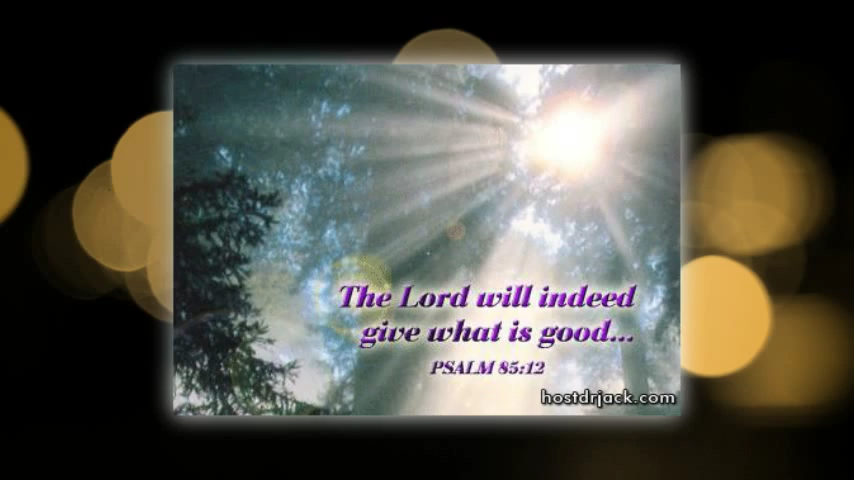 The Lord will indeed
give what is good...
PSALM 85:12
hostdrjack.com